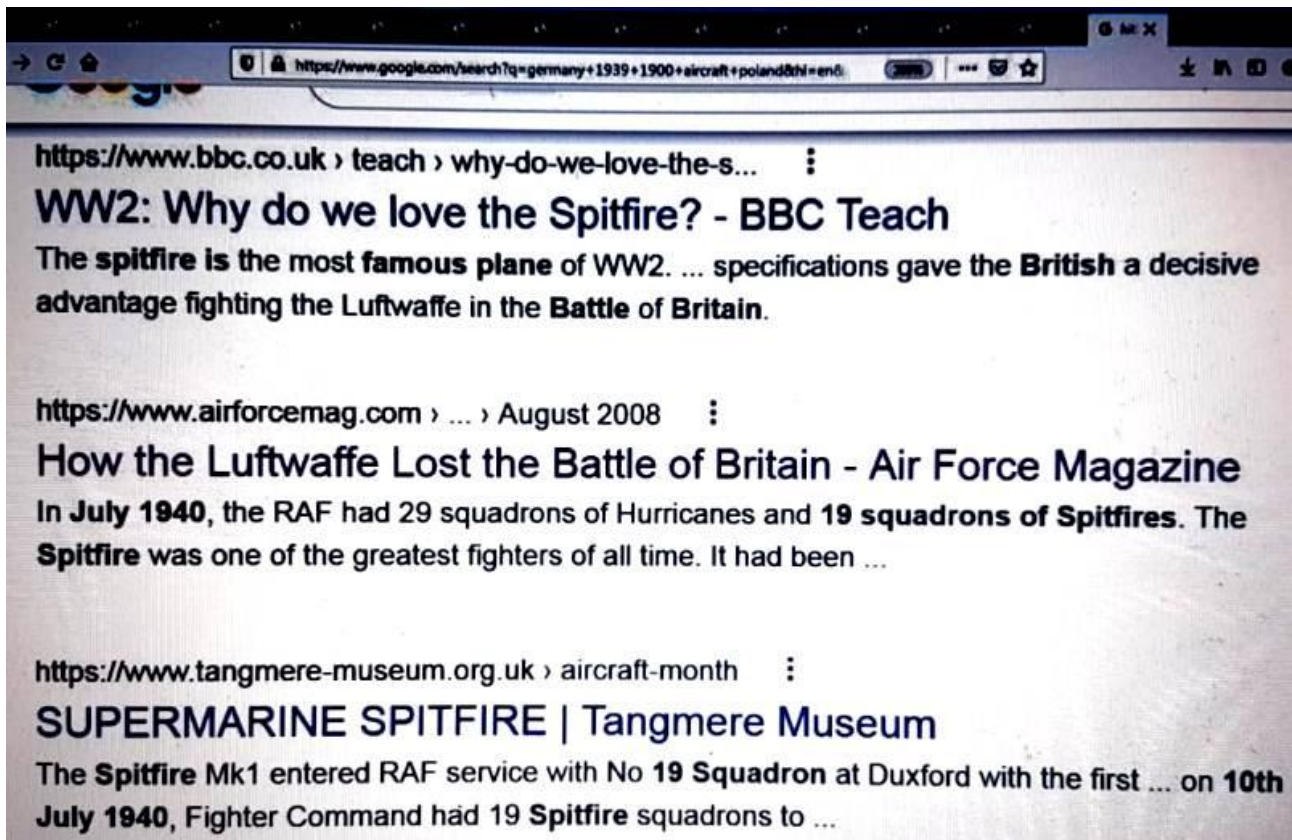 https://www.google.com/search?q=germany+1939+1900+aircraft+poland&hl=en&
Google
https://www.bbc.co.uk › teach › why-do-we-love-the-s...
WW2: Why do we love the Spitfire? - BBC Teach
The spitfire is the most famous plane of WW2. ... specifications gave the British a decisive
advantage fighting the Luftwaffe in the Battle of Britain.
https://www.airforcemag.com › ... › August 2008
How the Luftwaffe Lost the Battle of Britain - Air Force Magazine
In July 1940, the RAF had 29 squadrons of Hurricanes and 19 squadrons of Spitfires. The
Spitfire was one of the greatest fighters of all time. It had been ...
https://www.tangmere-museum.org.uk › aircraft-month
SUPERMARINE SPITFIRE | Tangmere Museum
The Spitfire Mk1 entered RAF service with No 19 Squadron at Duxford with the first ... on 10th
July 1940, Fighter Command had 19 Spitfire squadrons to ...